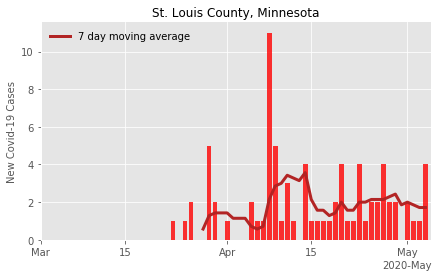 St. Louis County, Minnesota
7 day moving average
New Covid-19 Cases
10
8
6
4
2
0
Mar 15 Apr 15 May
2020-May